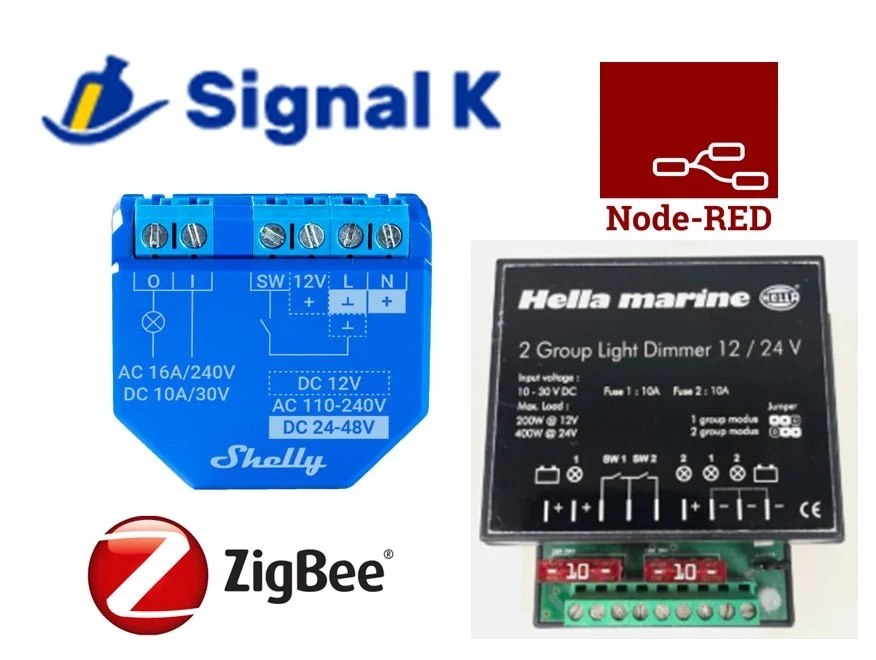 Signal K
Node-RED
O I SW 12V L N
+ ⊥ +
⊥
AC 16A/240V
DC 10A/30V
DC 12V
AC 110-240V
DC 24-48V
Shelly
ZigBee®
Hella marine HELLA
2 Group Light Dimmer 12 / 24 V
Input voltage :
10 - 30 V DC Fuse 1 : 10A Fuse 2 : 10A
Max. Load : Jumper
200W @ 12V 1 group modus
400W @ 24V 2 group modus
1 SW 1 SW 2 2 1 2
+ + + - - - CE
10 10